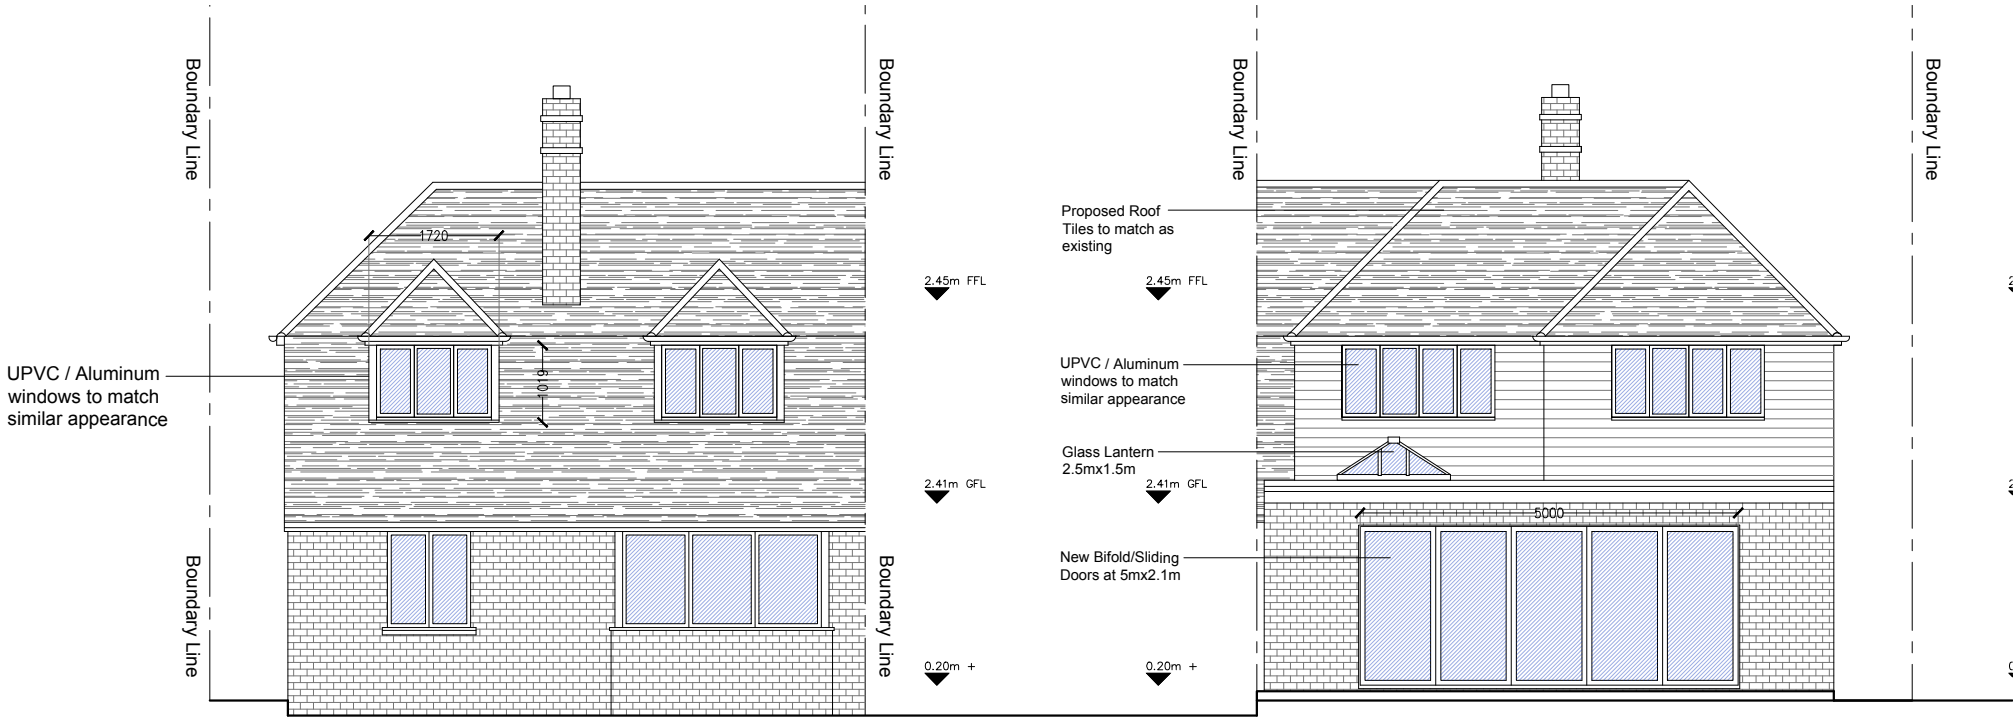 Boundary Line
Boundary Line
Boundary Line
Boundary Line
1720
1019
UPVC / Aluminum
windows to match
similar appearance
2.45m FFL
2.41m GFL
0.20m +
Boundary Line
Boundary Line
Proposed Roof
Tiles to match as
existing
2.45m FFL
UPVC / Aluminum
windows to match
similar appearance
Glass Lantern
2.5mx1.5m
2.41m GFL
5000
New Bifold/Sliding
Doors at 5mx2.1m
0.20m +